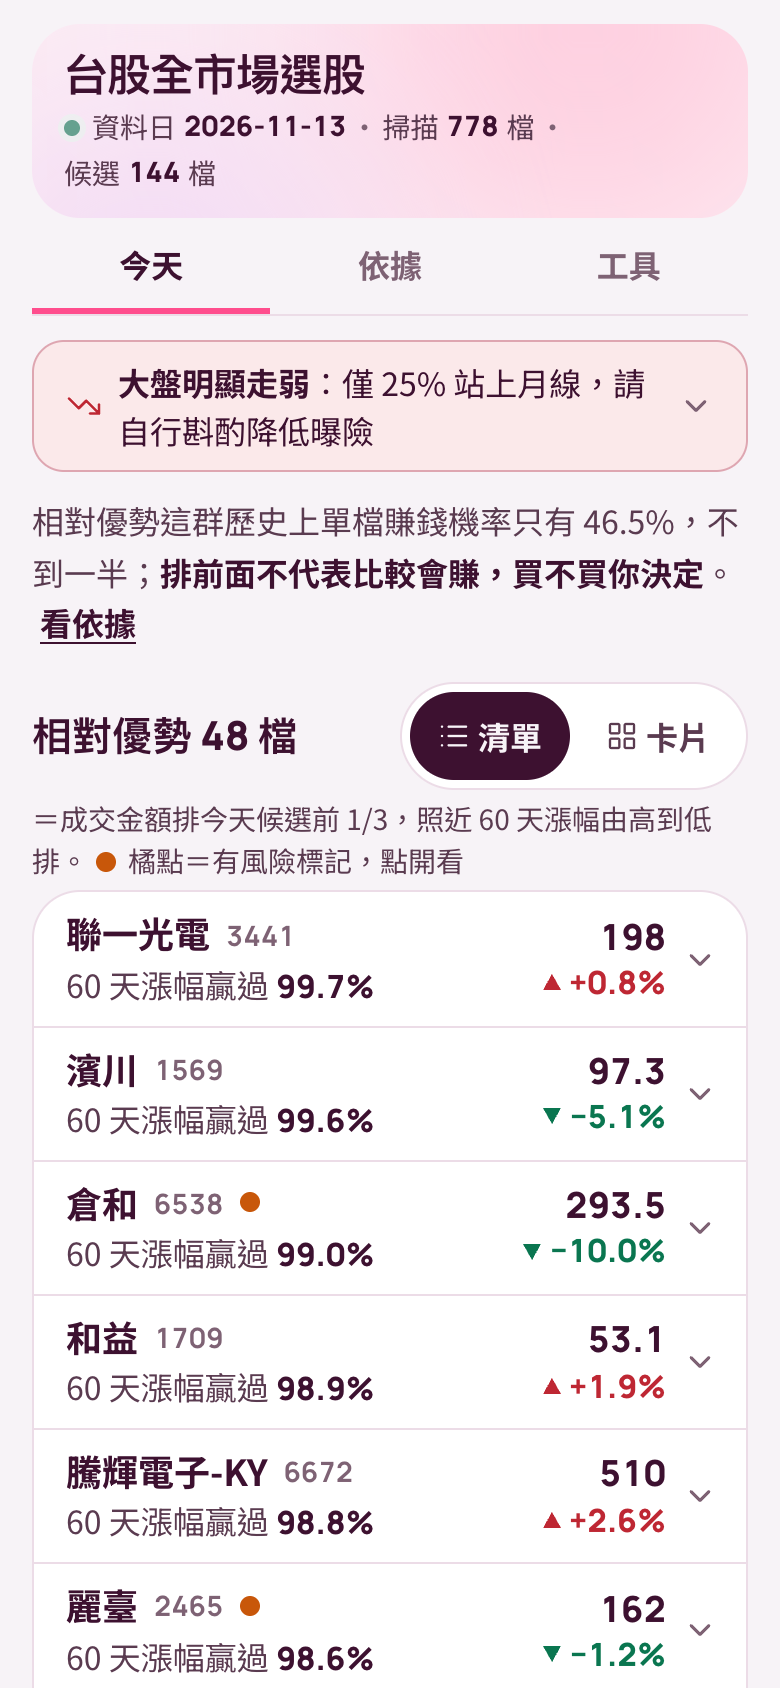 台股全市場選股
資料日 2026-11-13 · 掃描 778 檔 ·
候選 144 檔
今天 依據 工具
大盤明顯走弱：僅 25% 站上月線，請
自行斟酌降低曝險
相對優勢這群歷史上單檔賺錢機率只有 46.5%，不
到一半；排前面不代表比較會賺，買不買你決定。
看依據
相對優勢 48 檔 清單 卡片
＝成交金額排今天候選前 1/3，照近 60 天漲幅由高到低
排。 橘點＝有風險標記，點開看
聯一光電 3441 198
60 天漲幅贏過 99.7% ▲ +0.8%
濱川 1569 97.3
60 天漲幅贏過 99.6% ▼ −5.1%
倉和 6538 293.5
60 天漲幅贏過 99.0% ▼ −10.0%
和益 1709 53.1
60 天漲幅贏過 98.9% ▲ +1.9%
騰輝電子-KY 6672 510
60 天漲幅贏過 98.8% ▲ +2.6%
麗臺 2465 162
60 天漲幅贏過 98.6% ▼ −1.2%